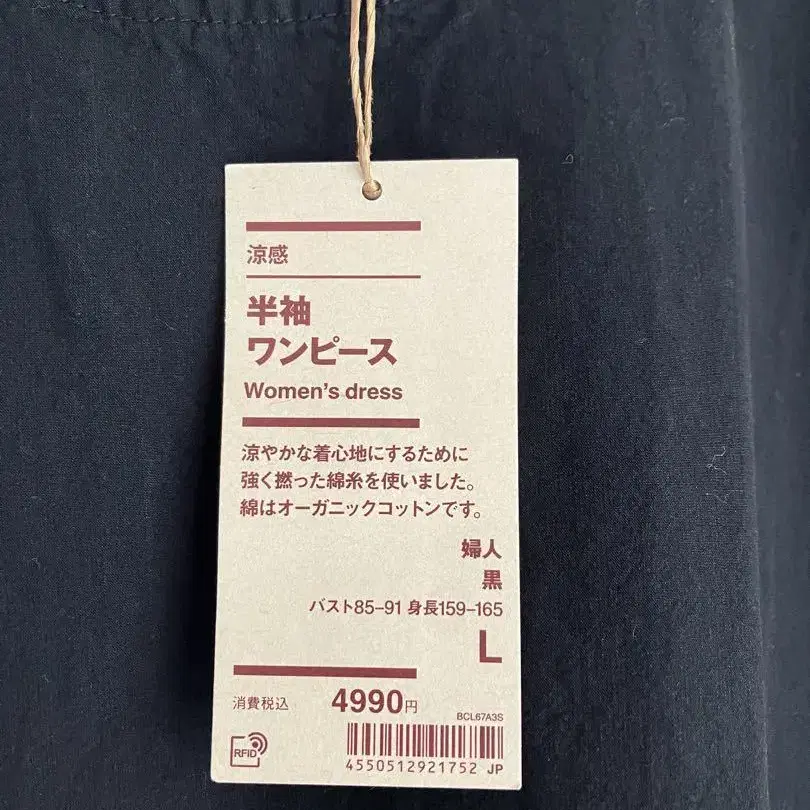 涼感
半袖
ワンピース
Women's dress
涼やかな着心地にするために
強く撚った綿糸を使いました。
綿はオーガニックコットンです。
婦人
黒
バスト85–91 身長159–165
L
消費税込 4990円
BCL67A3S
RFID
4550512921752 JP